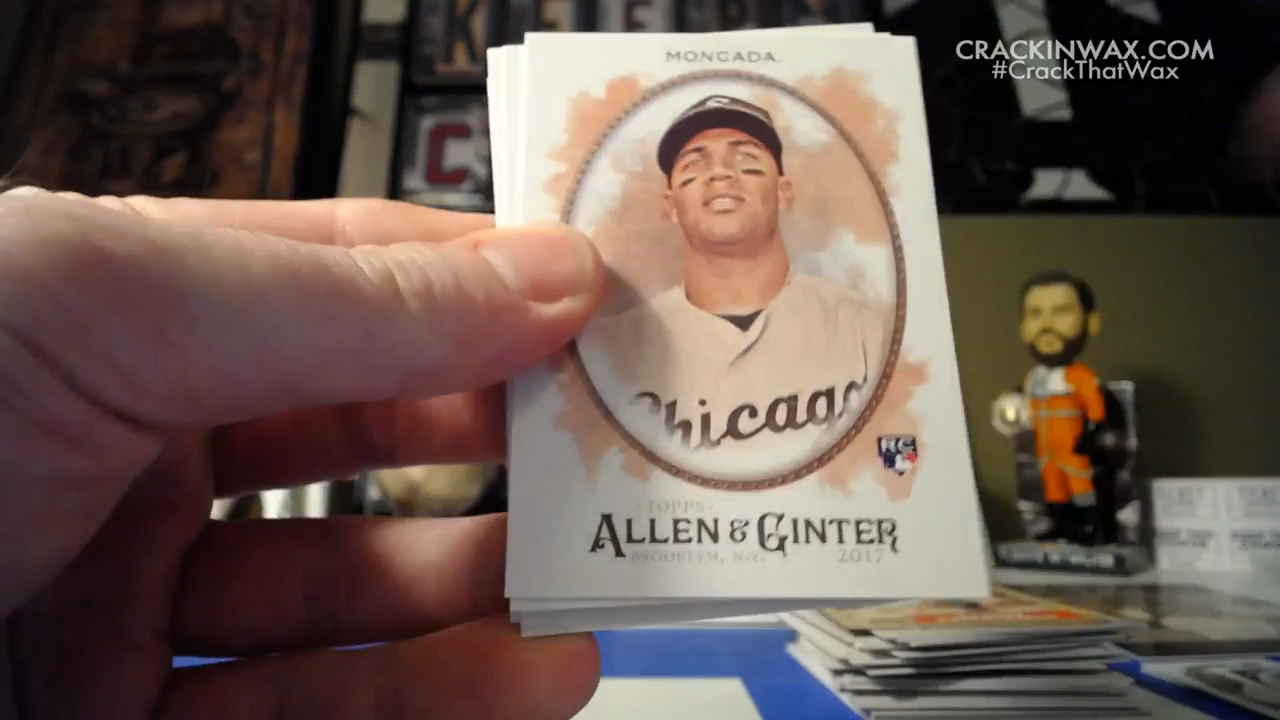 CRACKINWAX.COM
#CrackThatWax
MONCADA
Chicago
RC
· TOPPS ·
ALLEN & GINTER
BROOKLYN, N.Y.
2017
C